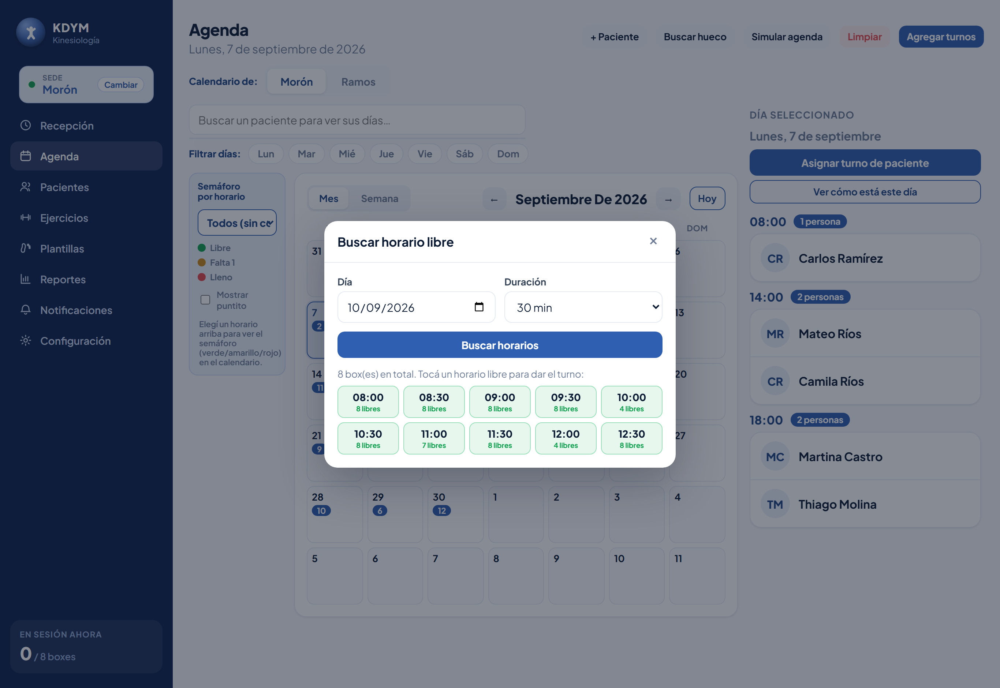 KDYM
Kinesiología
SEDE
Morón
Cambiar
Recepción
Agenda
Pacientes
Ejercicios
Plantillas
Reportes
Notificaciones
Configuración
EN SESIÓN AHORA
0 / 8 boxes
Agenda
Lunes, 7 de septiembre de 2026
+ Paciente
Buscar hueco
Simular agenda
Limpiar
Agregar turnos
Calendario de:
Morón
Ramos
Buscar un paciente para ver sus días...
Filtrar días:
Lun
Mar
Mié
Jue
Vie
Sáb
Dom
Semáforo
por horario
Todos (sin
Libre
Falta 1
Lleno
Mostrar
puntito
Elegí un horario
arriba para ver el
semáforo
(verde/amarillo/rojo)
en el calendario.
Mes
Semana
←
Septiembre De 2026
→
Hoy
DOM
31
6
7
2
13
14
11
20
21
9
27
28
10
29
6
30
12
1
2
3
4
5
6
7
8
9
10
11
Buscar horario libre
×
Día
Duración
10/09/2026
30 min
Buscar horarios
8 box(es) en total. Tocá un horario libre para dar el turno:
08:00
8 libres
08:30
8 libres
09:00
8 libres
09:30
8 libres
10:00
4 libres
10:30
8 libres
11:00
7 libres
11:30
8 libres
12:00
4 libres
12:30
8 libres
DÍA SELECCIONADO
Lunes, 7 de septiembre
Asignar turno de paciente
Ver cómo está este día
08:00
1 persona
CR
Carlos Ramírez
14:00
2 personas
MR
Mateo Ríos
CR
Camila Ríos
18:00
2 personas
MC
Martina Castro
TM
Thiago Molina